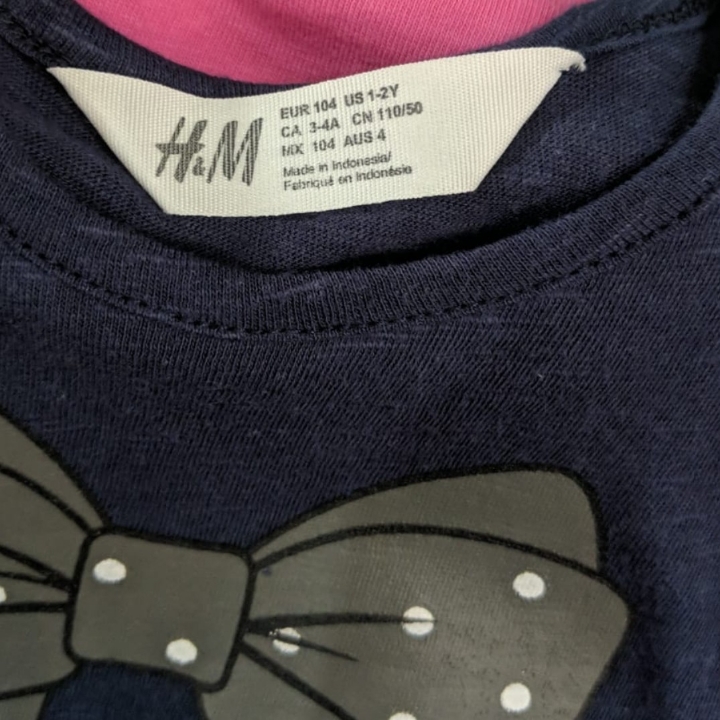 H&M
EUR 104 US 1-2Y
CA 3-4A CN 110/50
MX 104 AUS 4
Made in Indonesia/
Fabriqué en Indonésie